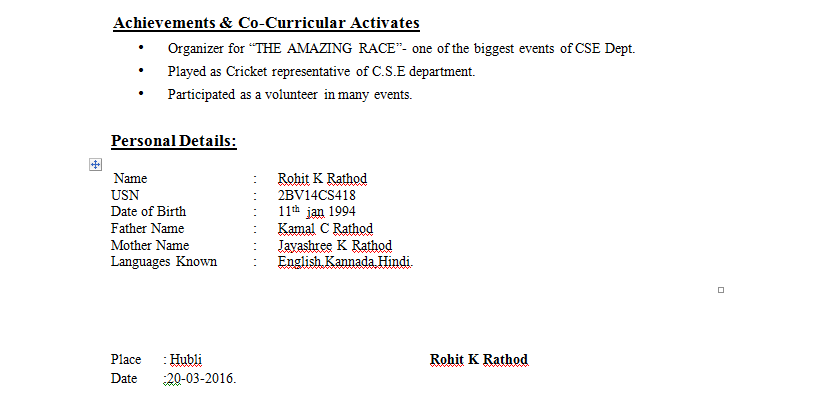 Achievements & Co-Curricular Activates
• Organizer for “THE AMAZING RACE”- one of the biggest events of CSE Dept.
• Played as Cricket representative of C.S.E department.
• Participated as a volunteer in many events.
Personal Details:
Name : Rohit K Rathod
USN : 2BV14CS418
Date of Birth : 11th jan 1994
Father Name : Kamal C Rathod
Mother Name : Jayashree K Rathod
Languages Known : English,Kannada,Hindi.
Place : Hubli Rohit K Rathod
Date :20-03-2016.